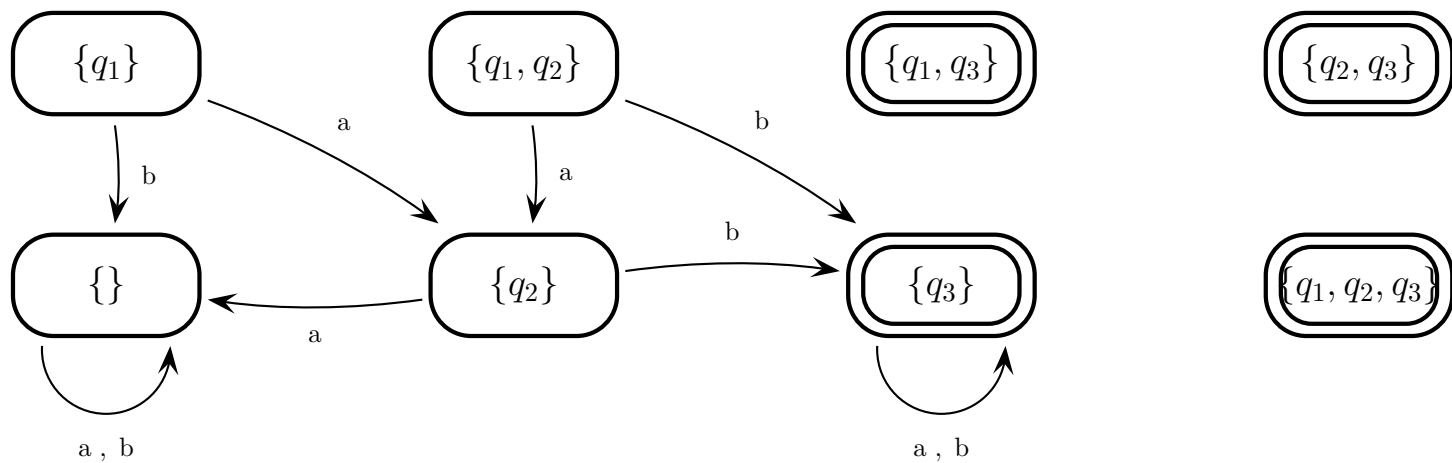 {q₁} {q₁, q₂} {q₁, q₃} {q₂, q₃}
a b
b a
b
{} {q₂} {q₃} {q₁, q₂, q₃}
a
a , b a , b